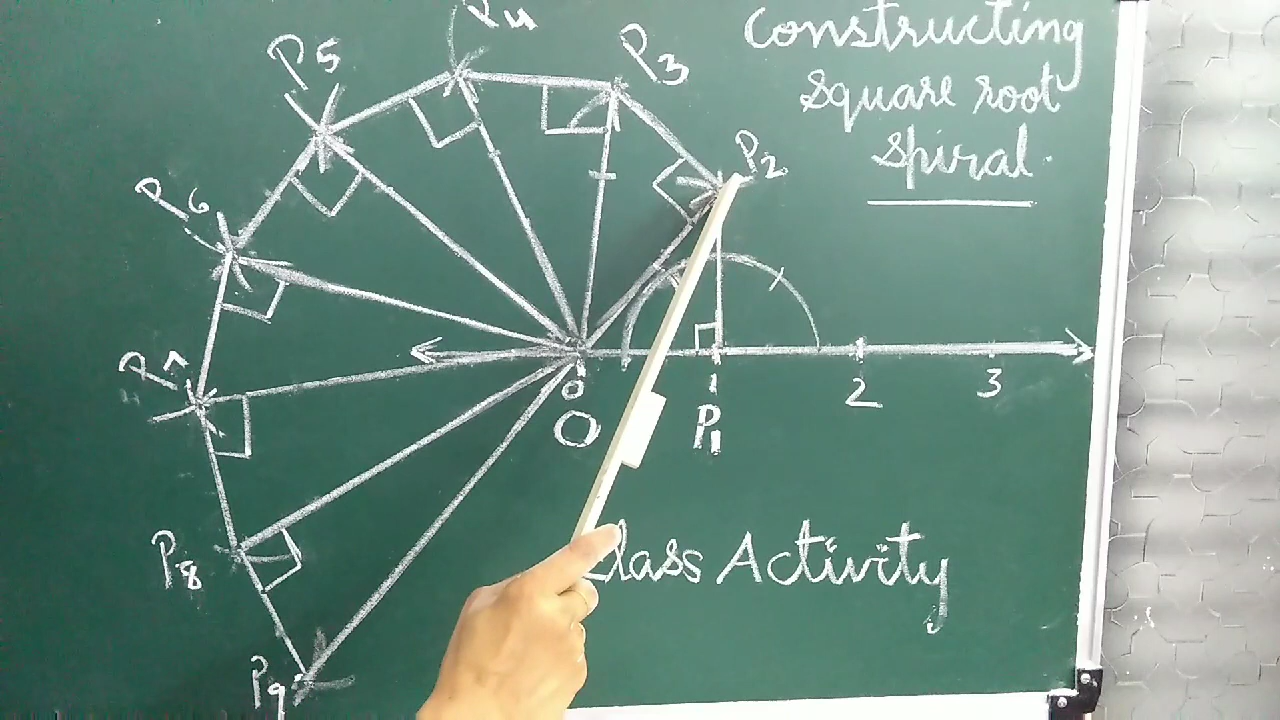 Constructing
square root
spiral.
P5
P4
P3
P2
P6
P7
0
1
2
3
O
P1
P8
Class Activity
P9